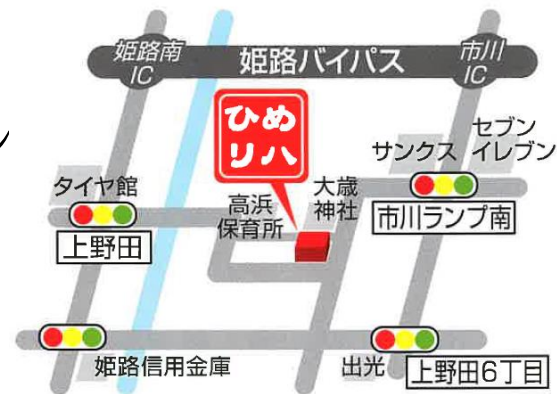 姫路南
IC
姫路バイパス
市川
IC
ひめ
リハ
セブン
イレブン
サンクス
タイヤ館
高浜
保育所
大歳
神社
市川ランプ南
上野田
姫路信用金庫
出光
上野田6丁目